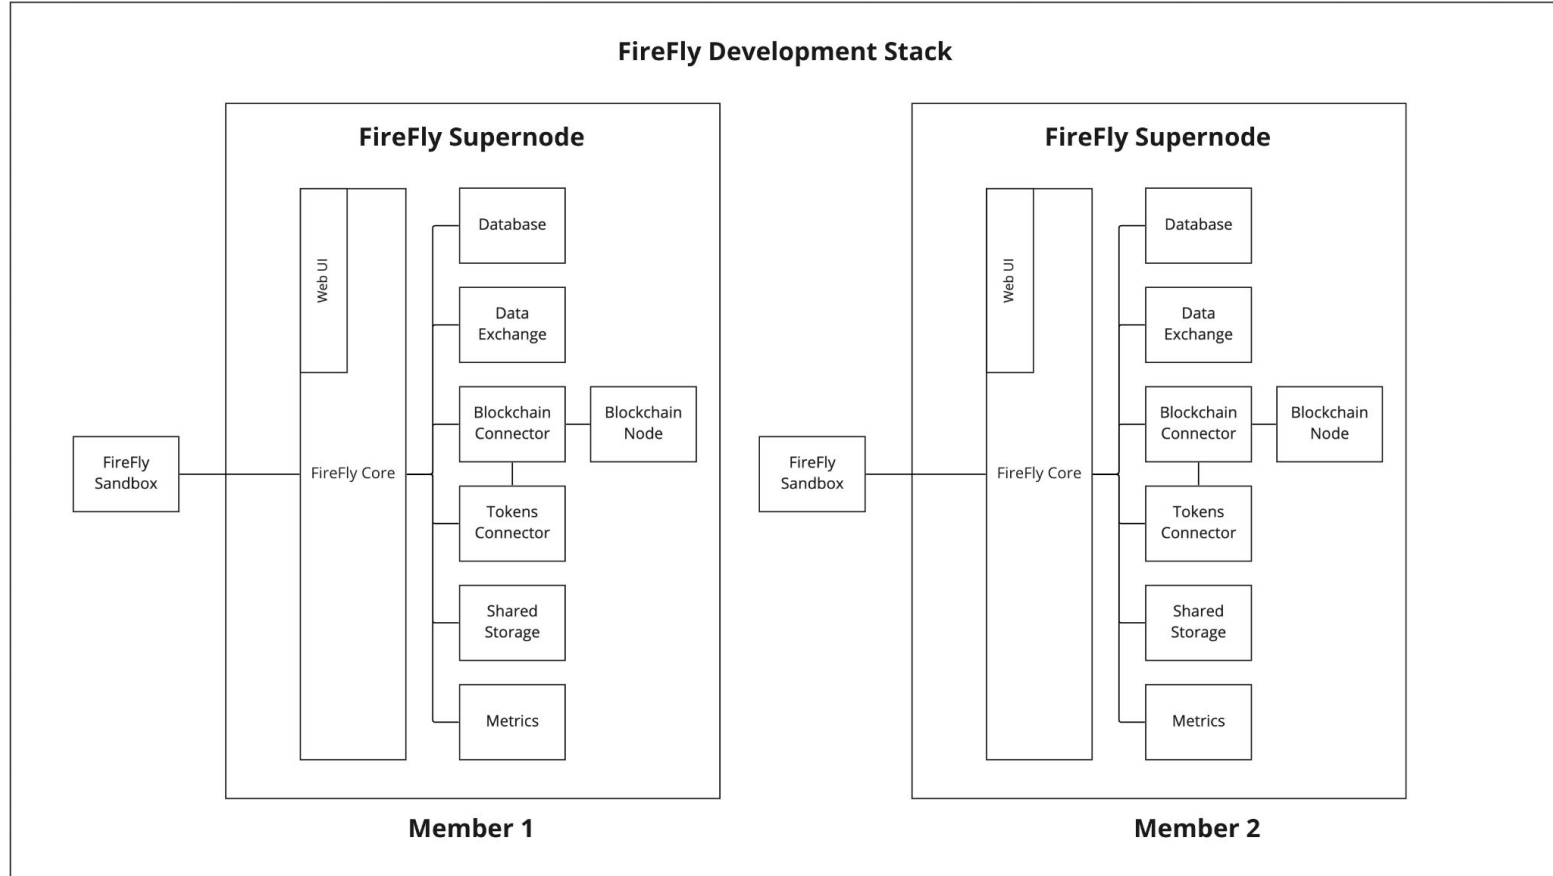 FireFly Development Stack
FireFly Supernode
Web UI
FireFly Core
Database
Data
Exchange
Blockchain
Connector
Blockchain
Node
Tokens
Connector
Shared
Storage
Metrics
FireFly
Sandbox
Member 1
FireFly Supernode
Web UI
FireFly Core
Database
Data
Exchange
Blockchain
Connector
Blockchain
Node
Tokens
Connector
Shared
Storage
Metrics
FireFly
Sandbox
Member 2